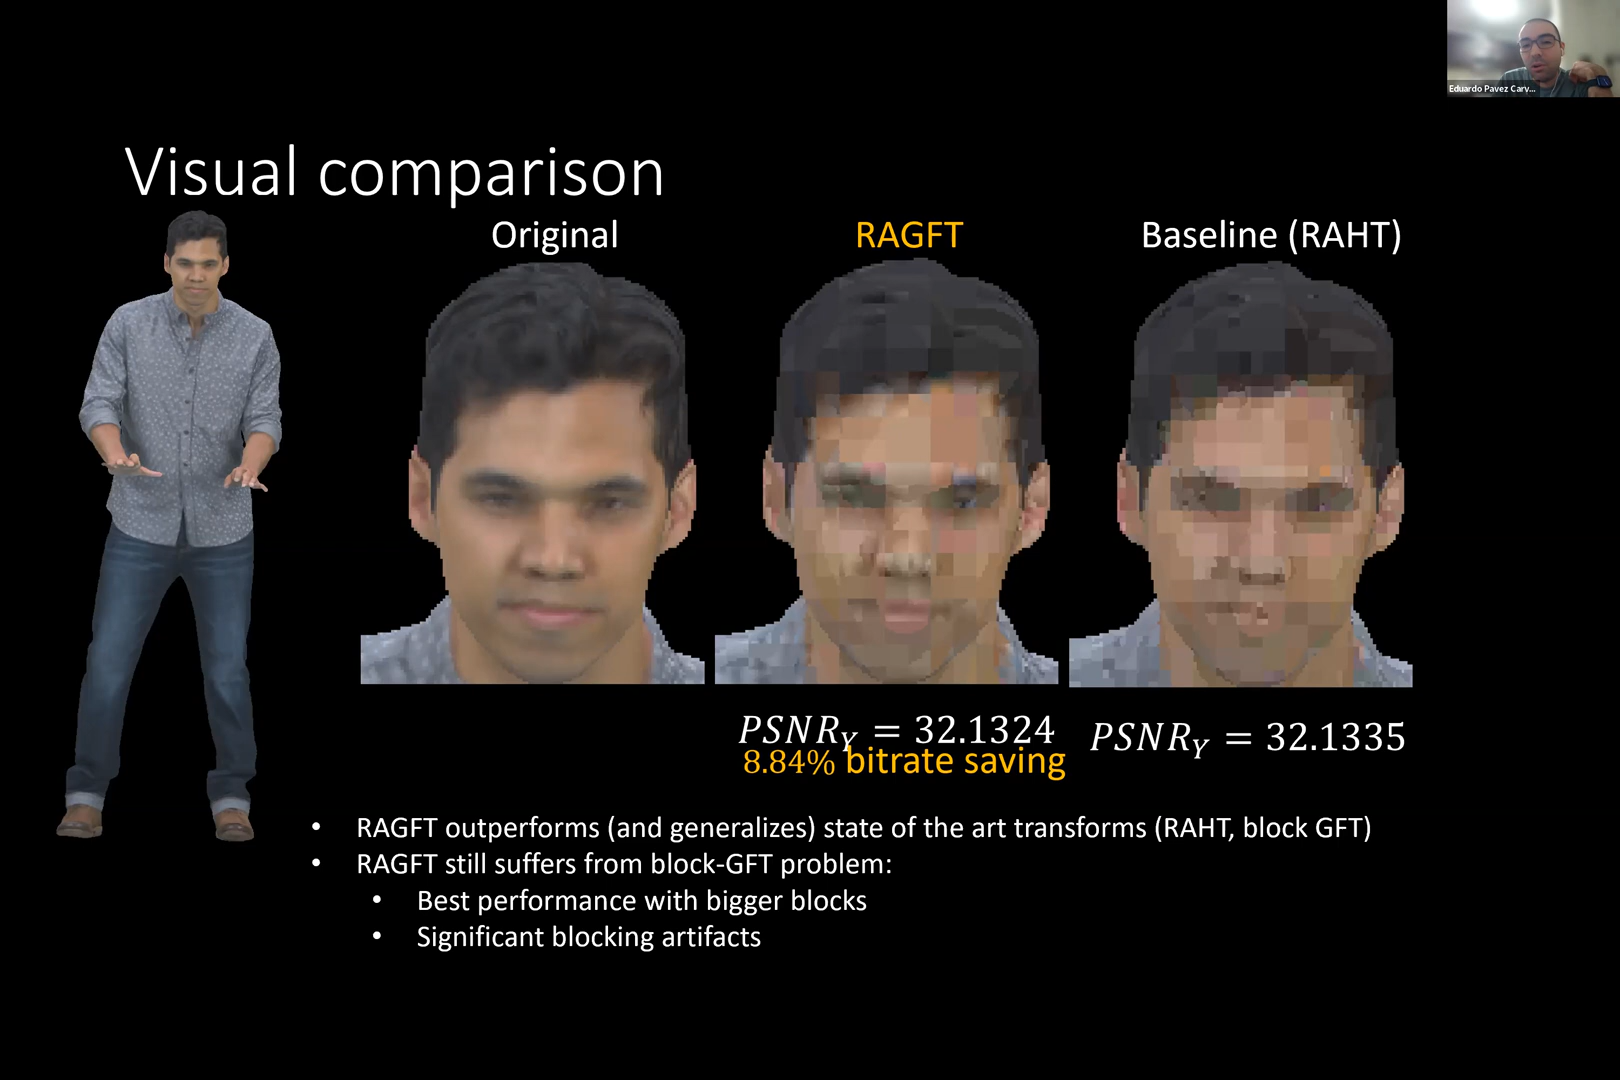 Eduardo Pavez Carv...
Visual comparison
Original
RAGFT
Baseline (RAHT)
PSNR_Y = 32.1324
PSNR_Y = 32.1335
8.84% bitrate saving
• RAGFT outperforms (and generalizes) state of the art transforms (RAHT, block GFT)
• RAGFT still suffers from block-GFT problem:
• Best performance with bigger blocks
• Significant blocking artifacts